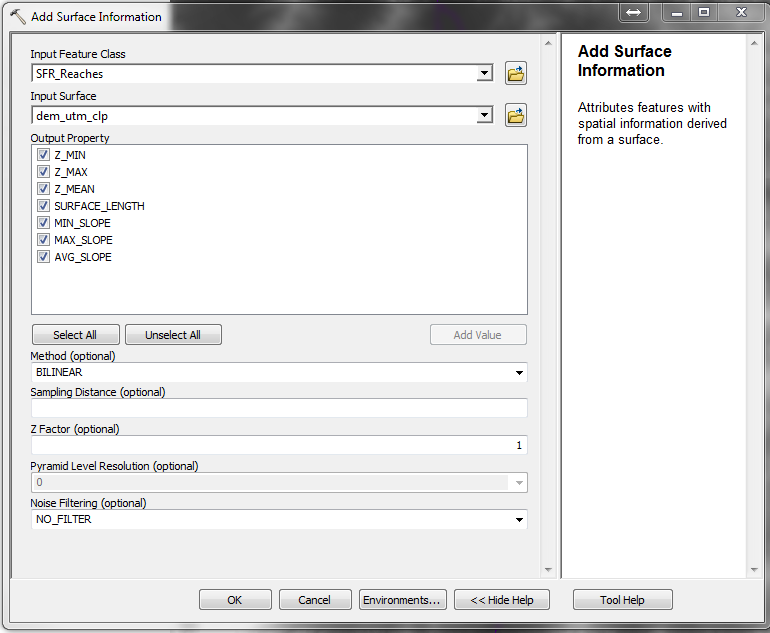 Add Surface Information
Input Feature Class
SFR_Reaches
Input Surface
dem_utm_clp
Output Property
Z_MIN
Z_MAX
Z_MEAN
SURFACE_LENGTH
MIN_SLOPE
MAX_SLOPE
AVG_SLOPE
Select All
Unselect All
Add Value
Method (optional)
BILINEAR
Sampling Distance (optional)
Z Factor (optional)
1
Pyramid Level Resolution (optional)
0
Noise Filtering (optional)
NO_FILTER
OK
Cancel
Environments...
<< Hide Help
Add Surface
Information
Attributes features with
spatial information derived
from a surface.
Tool Help